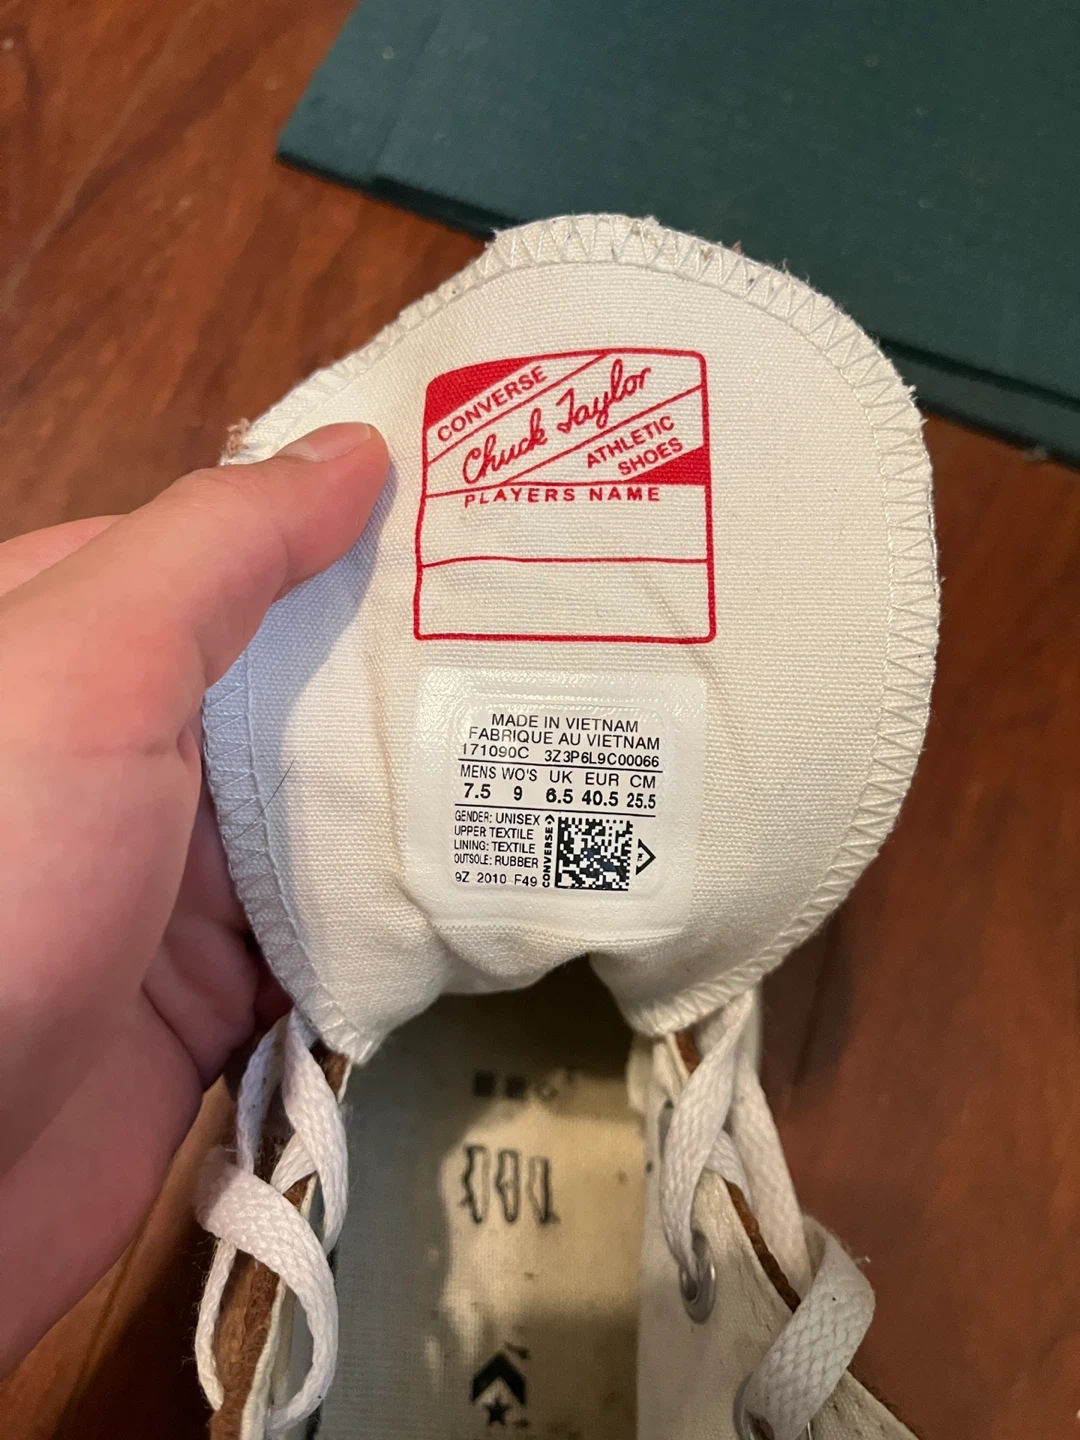 CONVERSE
Chuck Taylor
ATHLETIC
SHOES
PLAYERS NAME
MADE IN VIETNAM
FABRIQUE AU VIETNAM
171090C 3Z3P6L9C00066
MENS WO'S UK EUR CM
7.5 9 6.5 40.5 25.5
GENDER: UNISEX
UPPER TEXTILE
LINING: TEXTILE
OUTSOLE: RUBBER
9Z 2010 F49
CONVERSE
TM